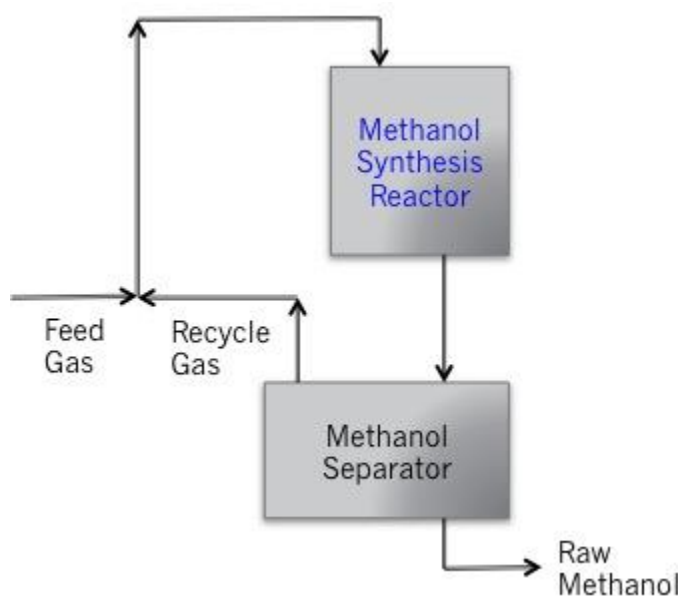 Methanol
Synthesis
Reactor
Feed
Gas
Recycle
Gas
Methanol
Separator
Raw
Methanol